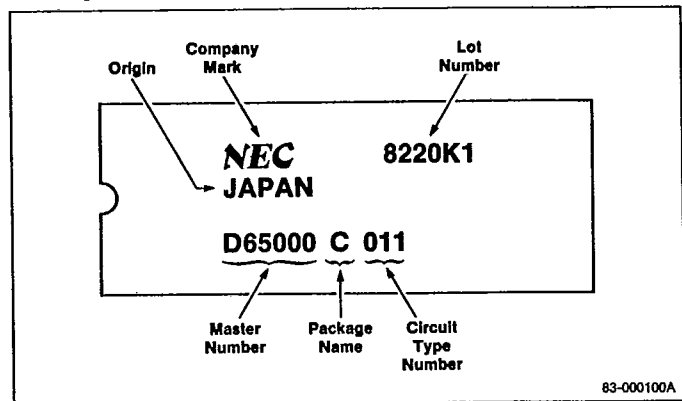 Origin
Company
Mark
Lot
Number
NEC
8220K1
JAPAN
D65000 C 011
Master
Number
Package
Name
Circuit
Type
Number
83-000100A